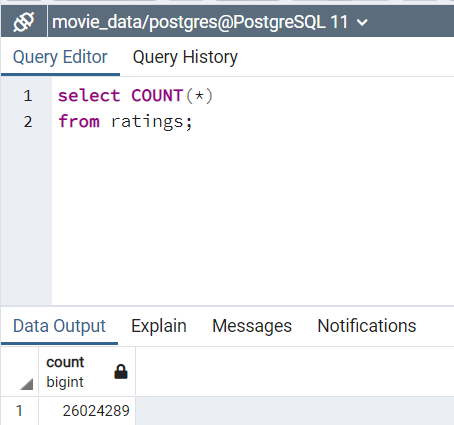 movie_data/postgres@PostgreSQL 11
Query Editor Query History
1 select COUNT(*)
2 from ratings;
Data Output Explain Messages Notifications
count
bigint
1 26024289